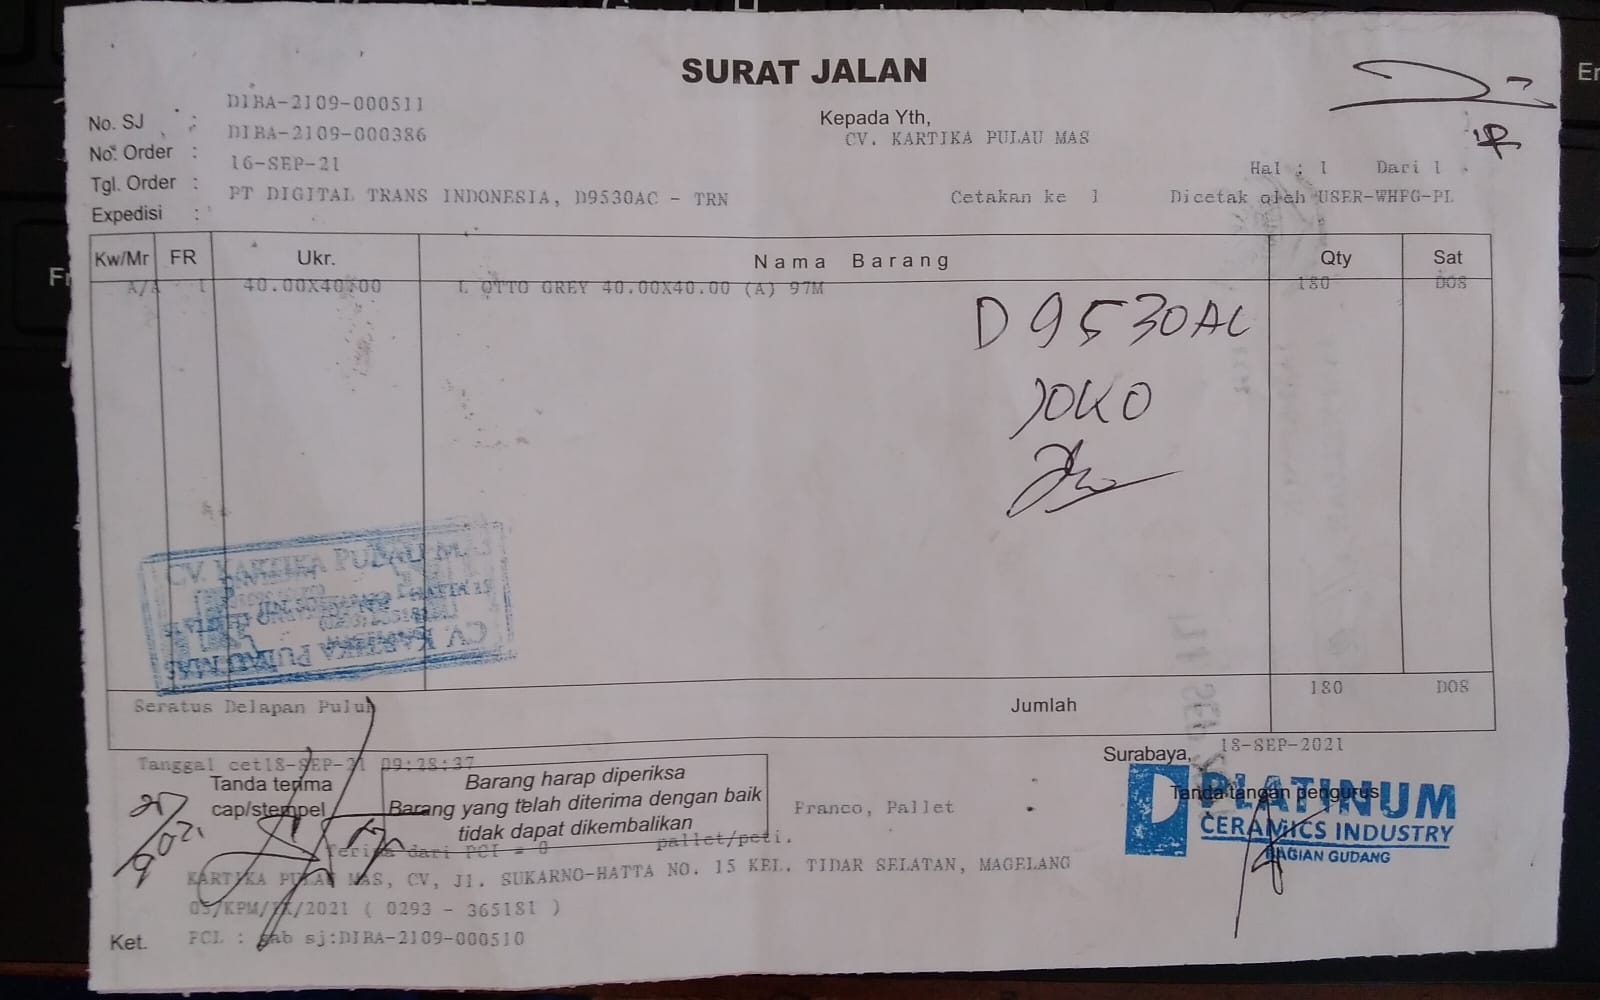 SURAT JALAN
No. SJ : DIBA-2109-000511
No. Order : DIBA-2109-000386
Tgl. Order : 16-SEP-21
Expedisi : PT DIGITAL TRANS INDONESIA, D9530AC - TRN
Kepada Yth,
CV. KARTIKA PULAU MAS
Hal : 1 Dari 1
Cetakan ke 1 Dicetak oleh USER-WHFG-PL
Kw/Mr FR Ukr. Nama Barang Qty Sat
A/A 1 40.00X40.00 L OTTO GREY 40.00X40.00 (A) 97M 180 DOS
D 9530AC
JOKO
CV. KARTIKA PULAU M
CV. KARTIKA PULAU MAS
Seratus Delapan Puluh Jumlah 180 DOS
Tanggal cet18-SEP-21 09:28:37
Surabaya, 18-SEP-2021
Tanda terima
cap/stempel
Barang harap diperiksa
Barang yang telah diterima dengan baik
tidak dapat dikembalikan
Franco, Pallet
Tanda tangan pengurus
PLATINUM
CERAMICS INDUSTRY
BAGIAN GUDANG
Terima dari PCI = 0 pallet/peti.
KARTIKA PULAU MAS, CV, Jl. SUKARNO-HATTA NO. 15 KEL. TIDAR SELATAN, MAGELANG
05/KPM/IX/2021 ( 0293 - 365181 )
Ket. PCL : gab sj:DIBA-2109-000510